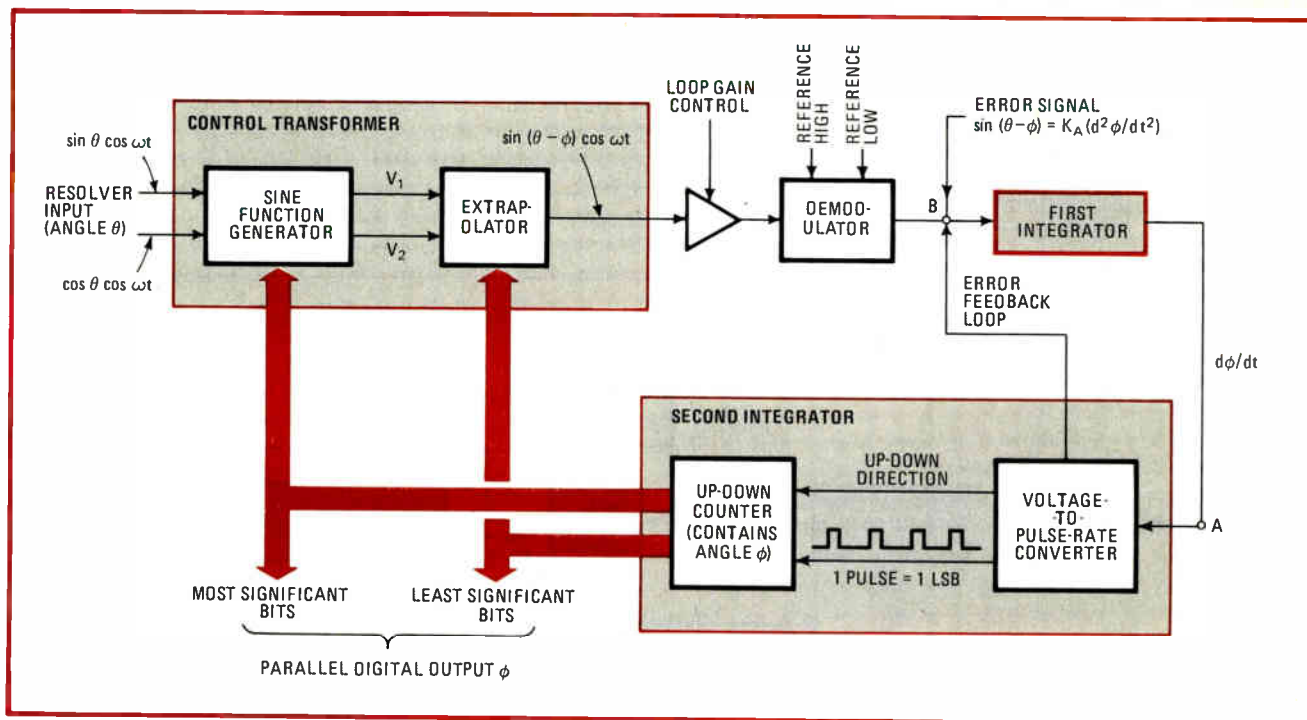 CONTROL TRANSFORMER
sin θ cos ωt
RESOLVER
INPUT
(ANGLE θ)
cos θ cos ωt
SINE
FUNCTION
GENERATOR
V₁
V₂
EXTRAP-
OLATOR
sin (θ – ϕ) cos ωt
LOOP GAIN
CONTROL
REFERENCE
HIGH
REFERENCE
LOW
DEMOD-
ULATOR
B
ERROR SIGNAL
sin (θ–ϕ) = K_A (d²ϕ/dt²)
FIRST
INTEGRATOR
ERROR
FEEDBACK
LOOP
dϕ/dt
SECOND INTEGRATOR
UP-DOWN
COUNTER
(CONTAINS
ANGLE ϕ)
UP-DOWN
DIRECTION
1 PULSE = 1 LSB
VOLTAGE-
-TO-
PULSE-RATE
CONVERTER
A
MOST SIGNIFICANT
BITS
LEAST SIGNIFICANT
BITS
PARALLEL DIGITAL OUTPUT ϕ